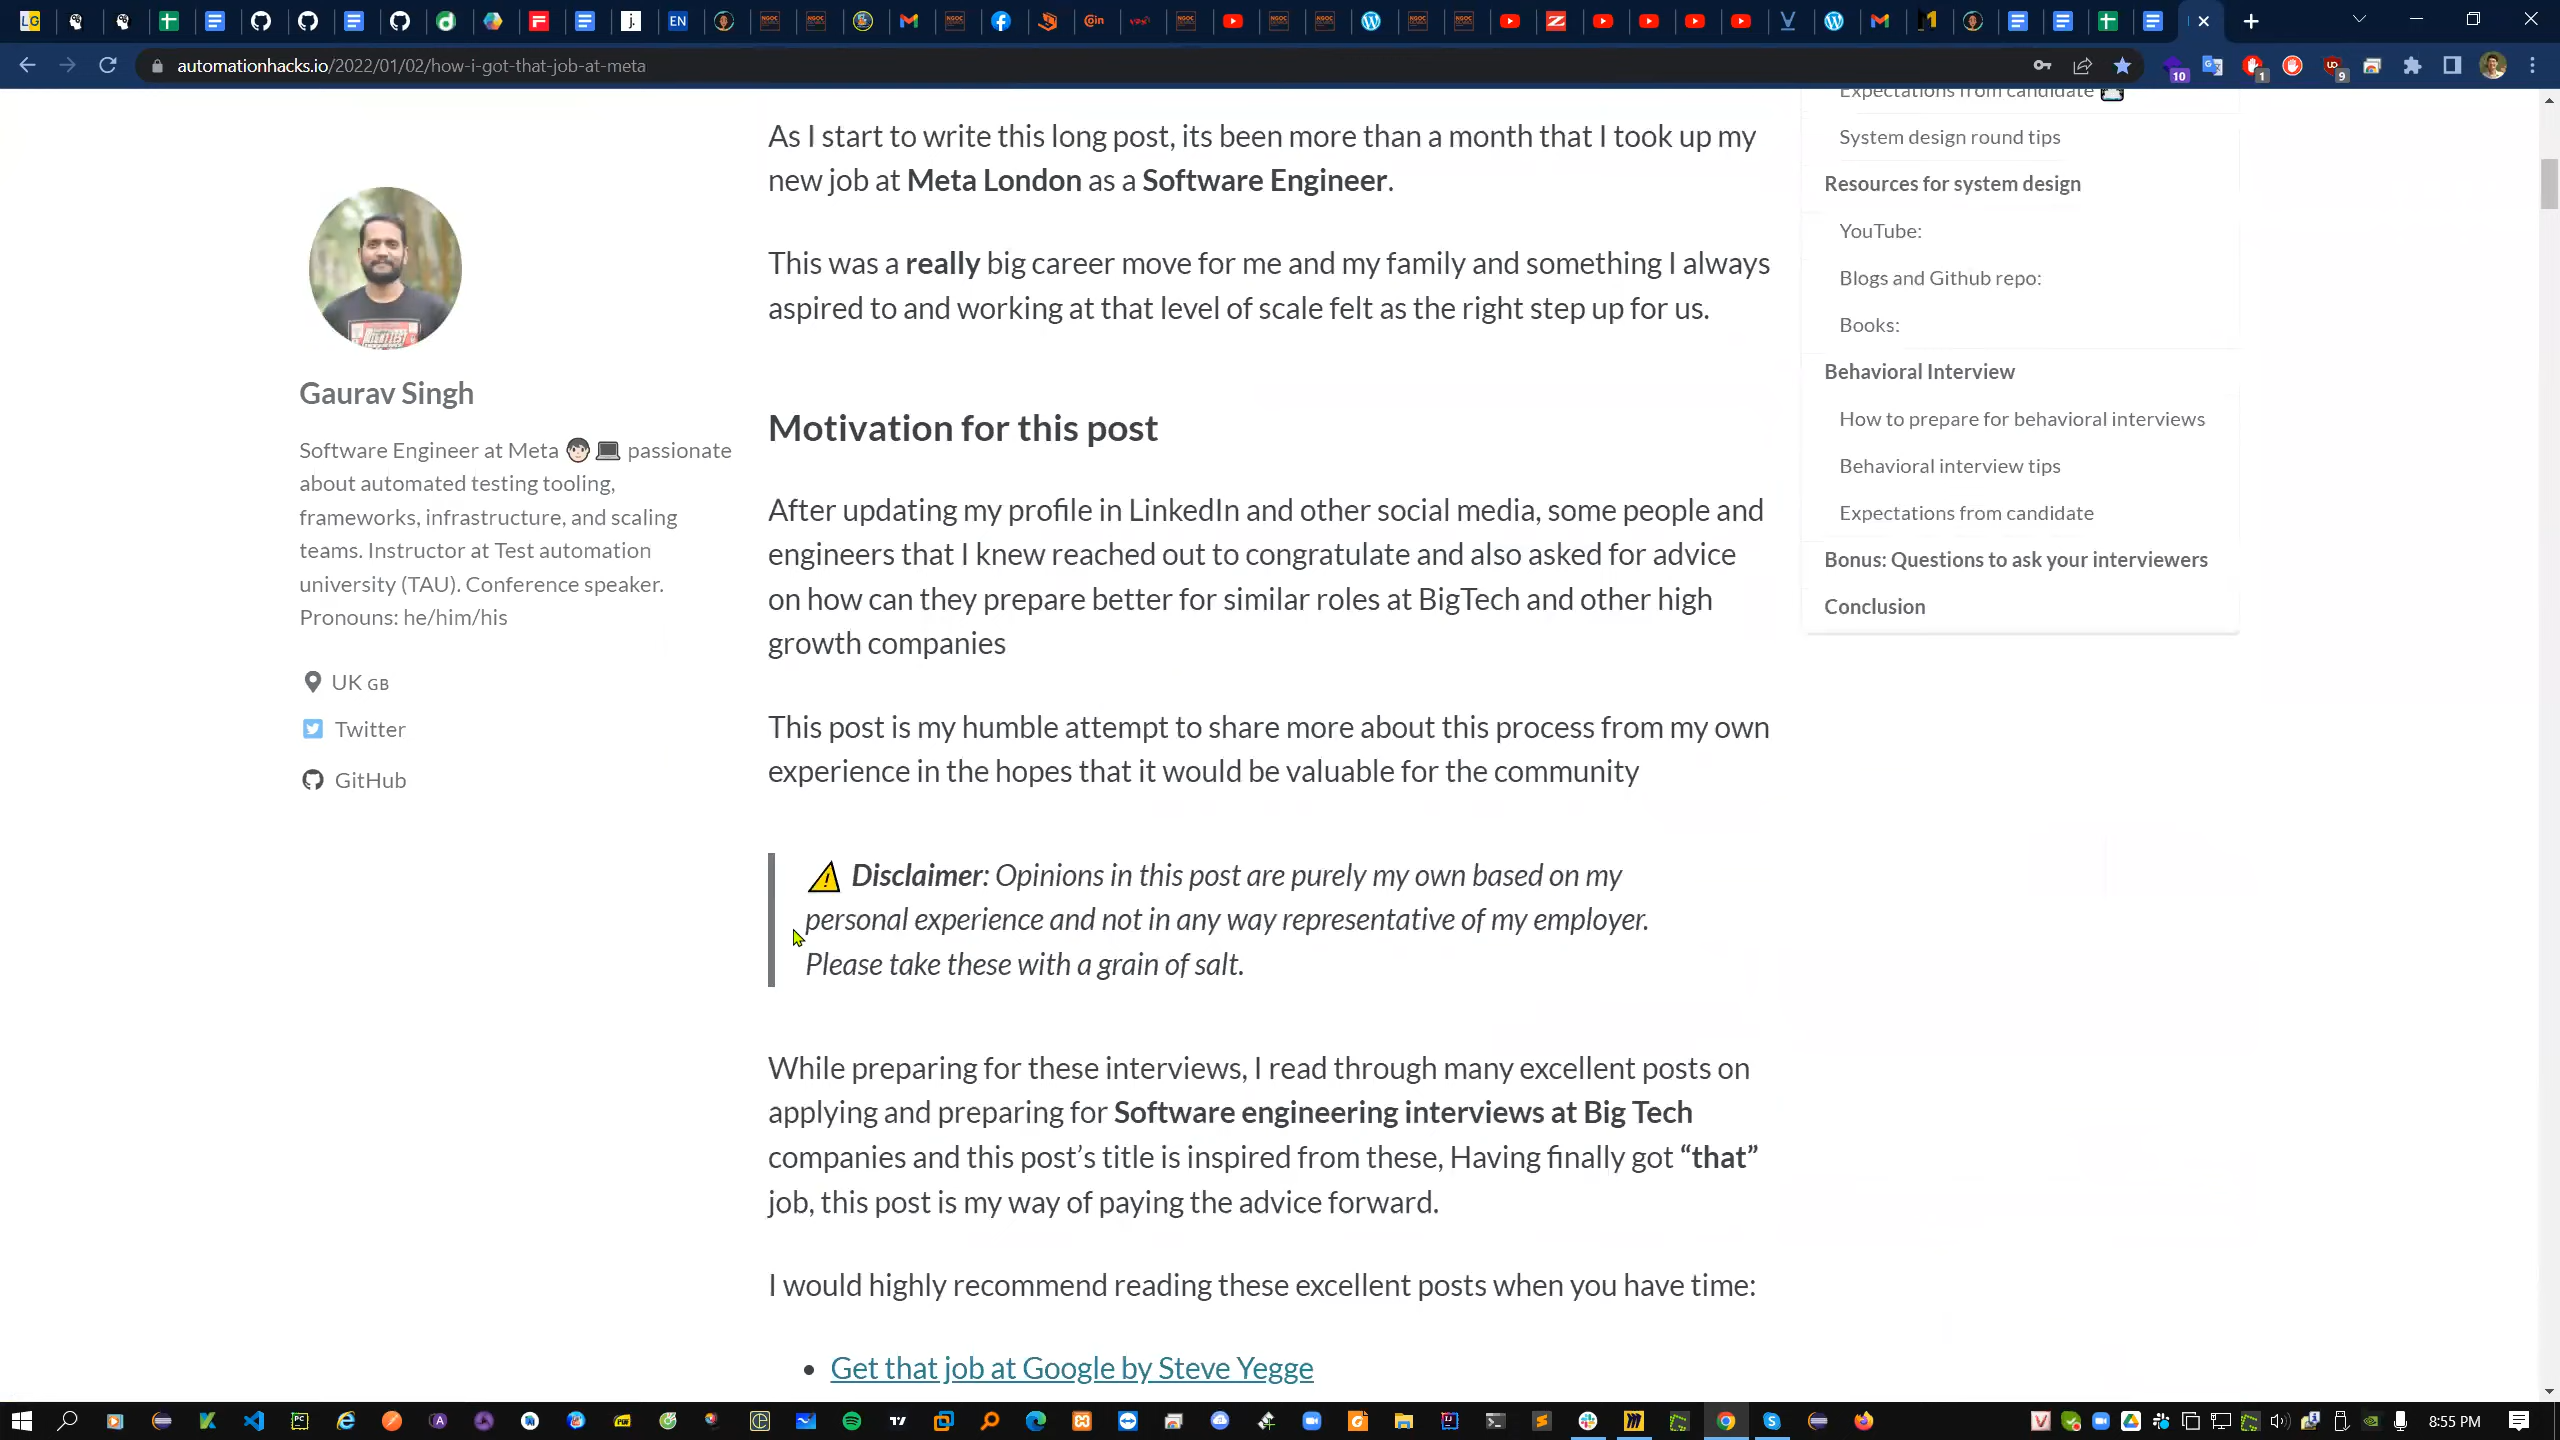 automationhacks.io/2022/01/02/how-i-got-that-job-at-meta
As I start to write this long post, its been more than a month that I took up my
new job at Meta London as a Software Engineer.
This was a really big career move for me and my family and something I always
aspired to and working at that level of scale felt as the right step up for us.
Gaurav Singh
Software Engineer at Meta 🧑🏻💻 passionate
about automated testing tooling,
frameworks, infrastructure, and scaling
teams. Instructor at Test automation
university (TAU). Conference speaker.
Pronouns: he/him/his
UK GB
Twitter
GitHub
Motivation for this post
After updating my profile in LinkedIn and other social media, some people and
engineers that I knew reached out to congratulate and also asked for advice
on how can they prepare better for similar roles at BigTech and other high
growth companies
This post is my humble attempt to share more about this process from my own
experience in the hopes that it would be valuable for the community
⚠️ Disclaimer: Opinions in this post are purely my own based on my
personal experience and not in any way representative of my employer.
Please take these with a grain of salt.
While preparing for these interviews, I read through many excellent posts on
applying and preparing for Software engineering interviews at Big Tech
companies and this post’s title is inspired from these, Having finally got “that”
job, this post is my way of paying the advice forward.
I would highly recommend reading these excellent posts when you have time:
• Get that job at Google by Steve Yegge
Expectations from candidate
System design round tips
Resources for system design
YouTube:
Blogs and Github repo:
Books:
Behavioral Interview
How to prepare for behavioral interviews
Behavioral interview tips
Expectations from candidate
Bonus: Questions to ask your interviewers
Conclusion
8:55 PM